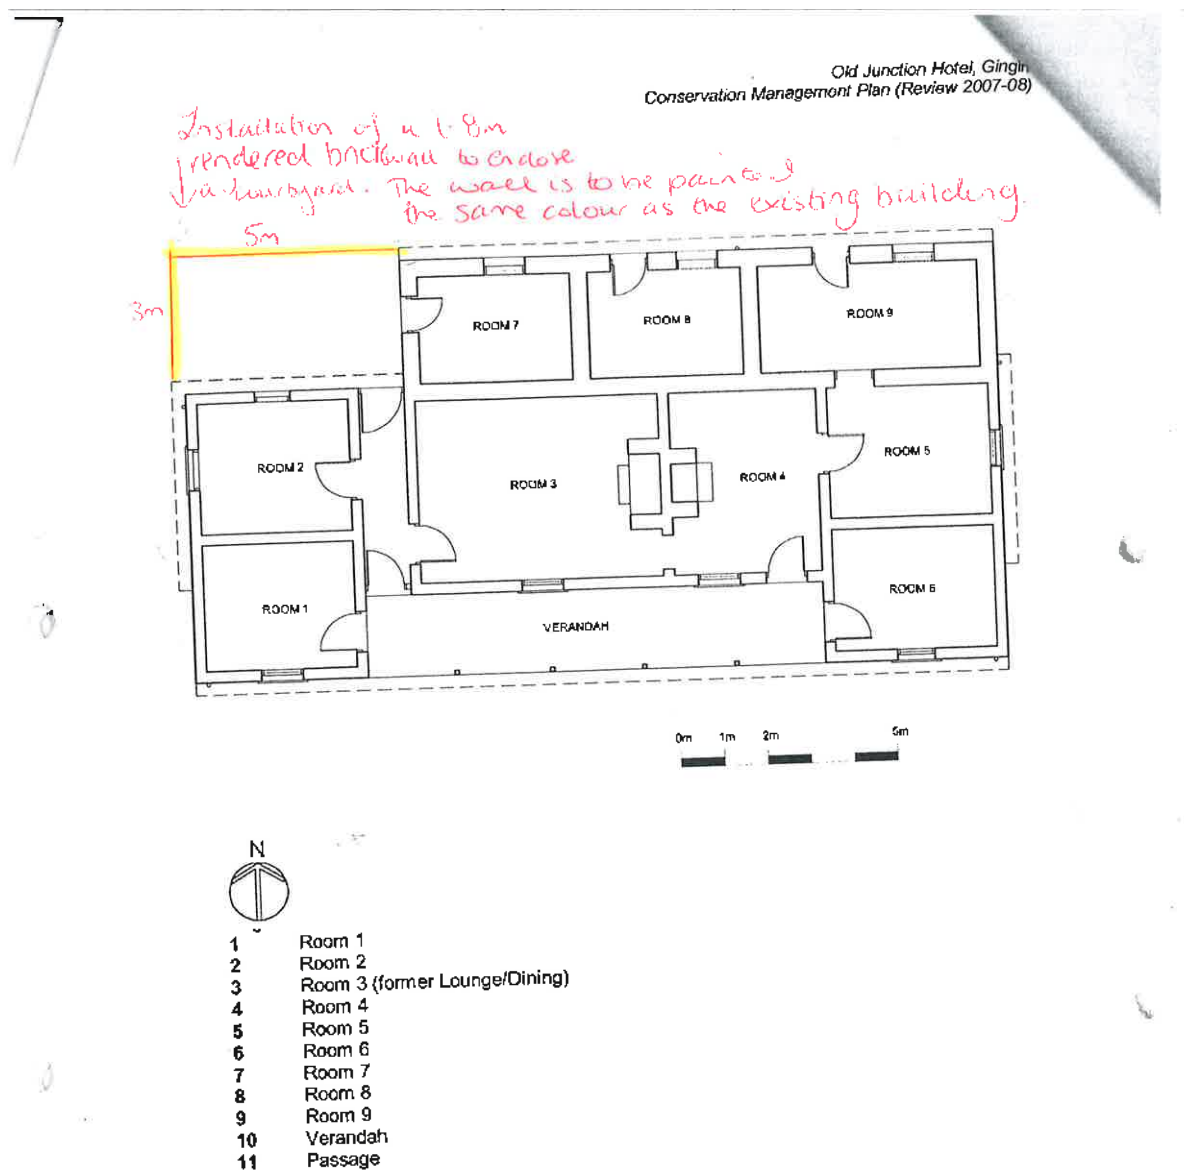 Old Junction Hotel, Gingin
Conservation Management Plan (Review 2007-08)
Installation of a 1.8m
rendered brickwall to enclose
a courtyard. The wall is to be painted
the same colour as the existing building.
5m
3m
ROOM 7
ROOM 8
ROOM 9
ROOM 2
ROOM 3
ROOM 4
ROOM 5
ROOM 1
ROOM 6
VERANDAH
0m 1m 2m 5m
N
1 Room 1
2 Room 2
3 Room 3 (former Lounge/Dining)
4 Room 4
5 Room 5
6 Room 6
7 Room 7
8 Room 8
9 Room 9
10 Verandah
11 Passage